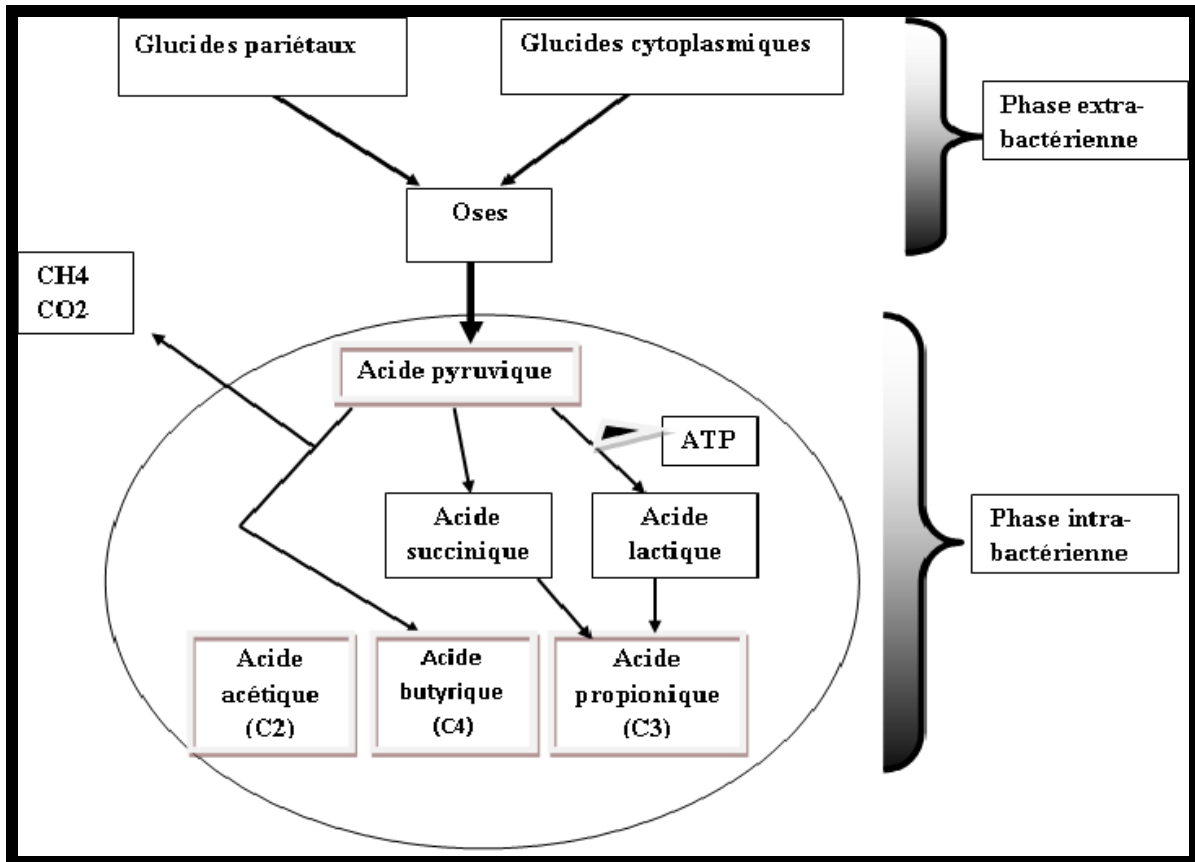 Glucides pariétaux
Glucides cytoplasmiques
Phase extra-
bactérienne
Oses
CH4
CO2
Acide pyruvique
ATP
Acide
succinique
Acide
lactique
Phase intra-
bactérienne
Acide
acétique
(C2)
Acide
butyrique
(C4)
Acide
propionique
(C3)